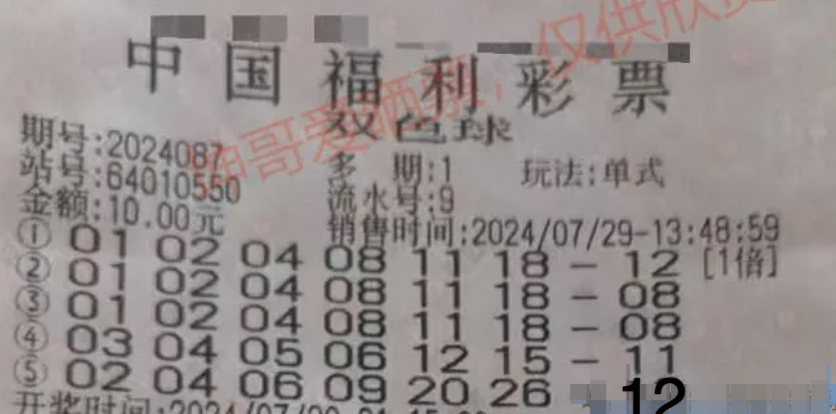 中国福利彩票
双色球
期号:2024087
站号:64010550 多 期:1 玩法:单式
金额:10.00元 流水号:9
销售时间:2024/07/29-13:48:59
① 01 02 04 08 11 18 - 12 [1倍]
② 01 02 04 08 11 18 - 08
③ 01 02 04 08 11 18 - 08
④ 03 04 05 06 12 15 - 11
⑤ 02 04 06 09 20 26 12
开奖时间:2024/07/
仅供欣赏
哥爱晒票,